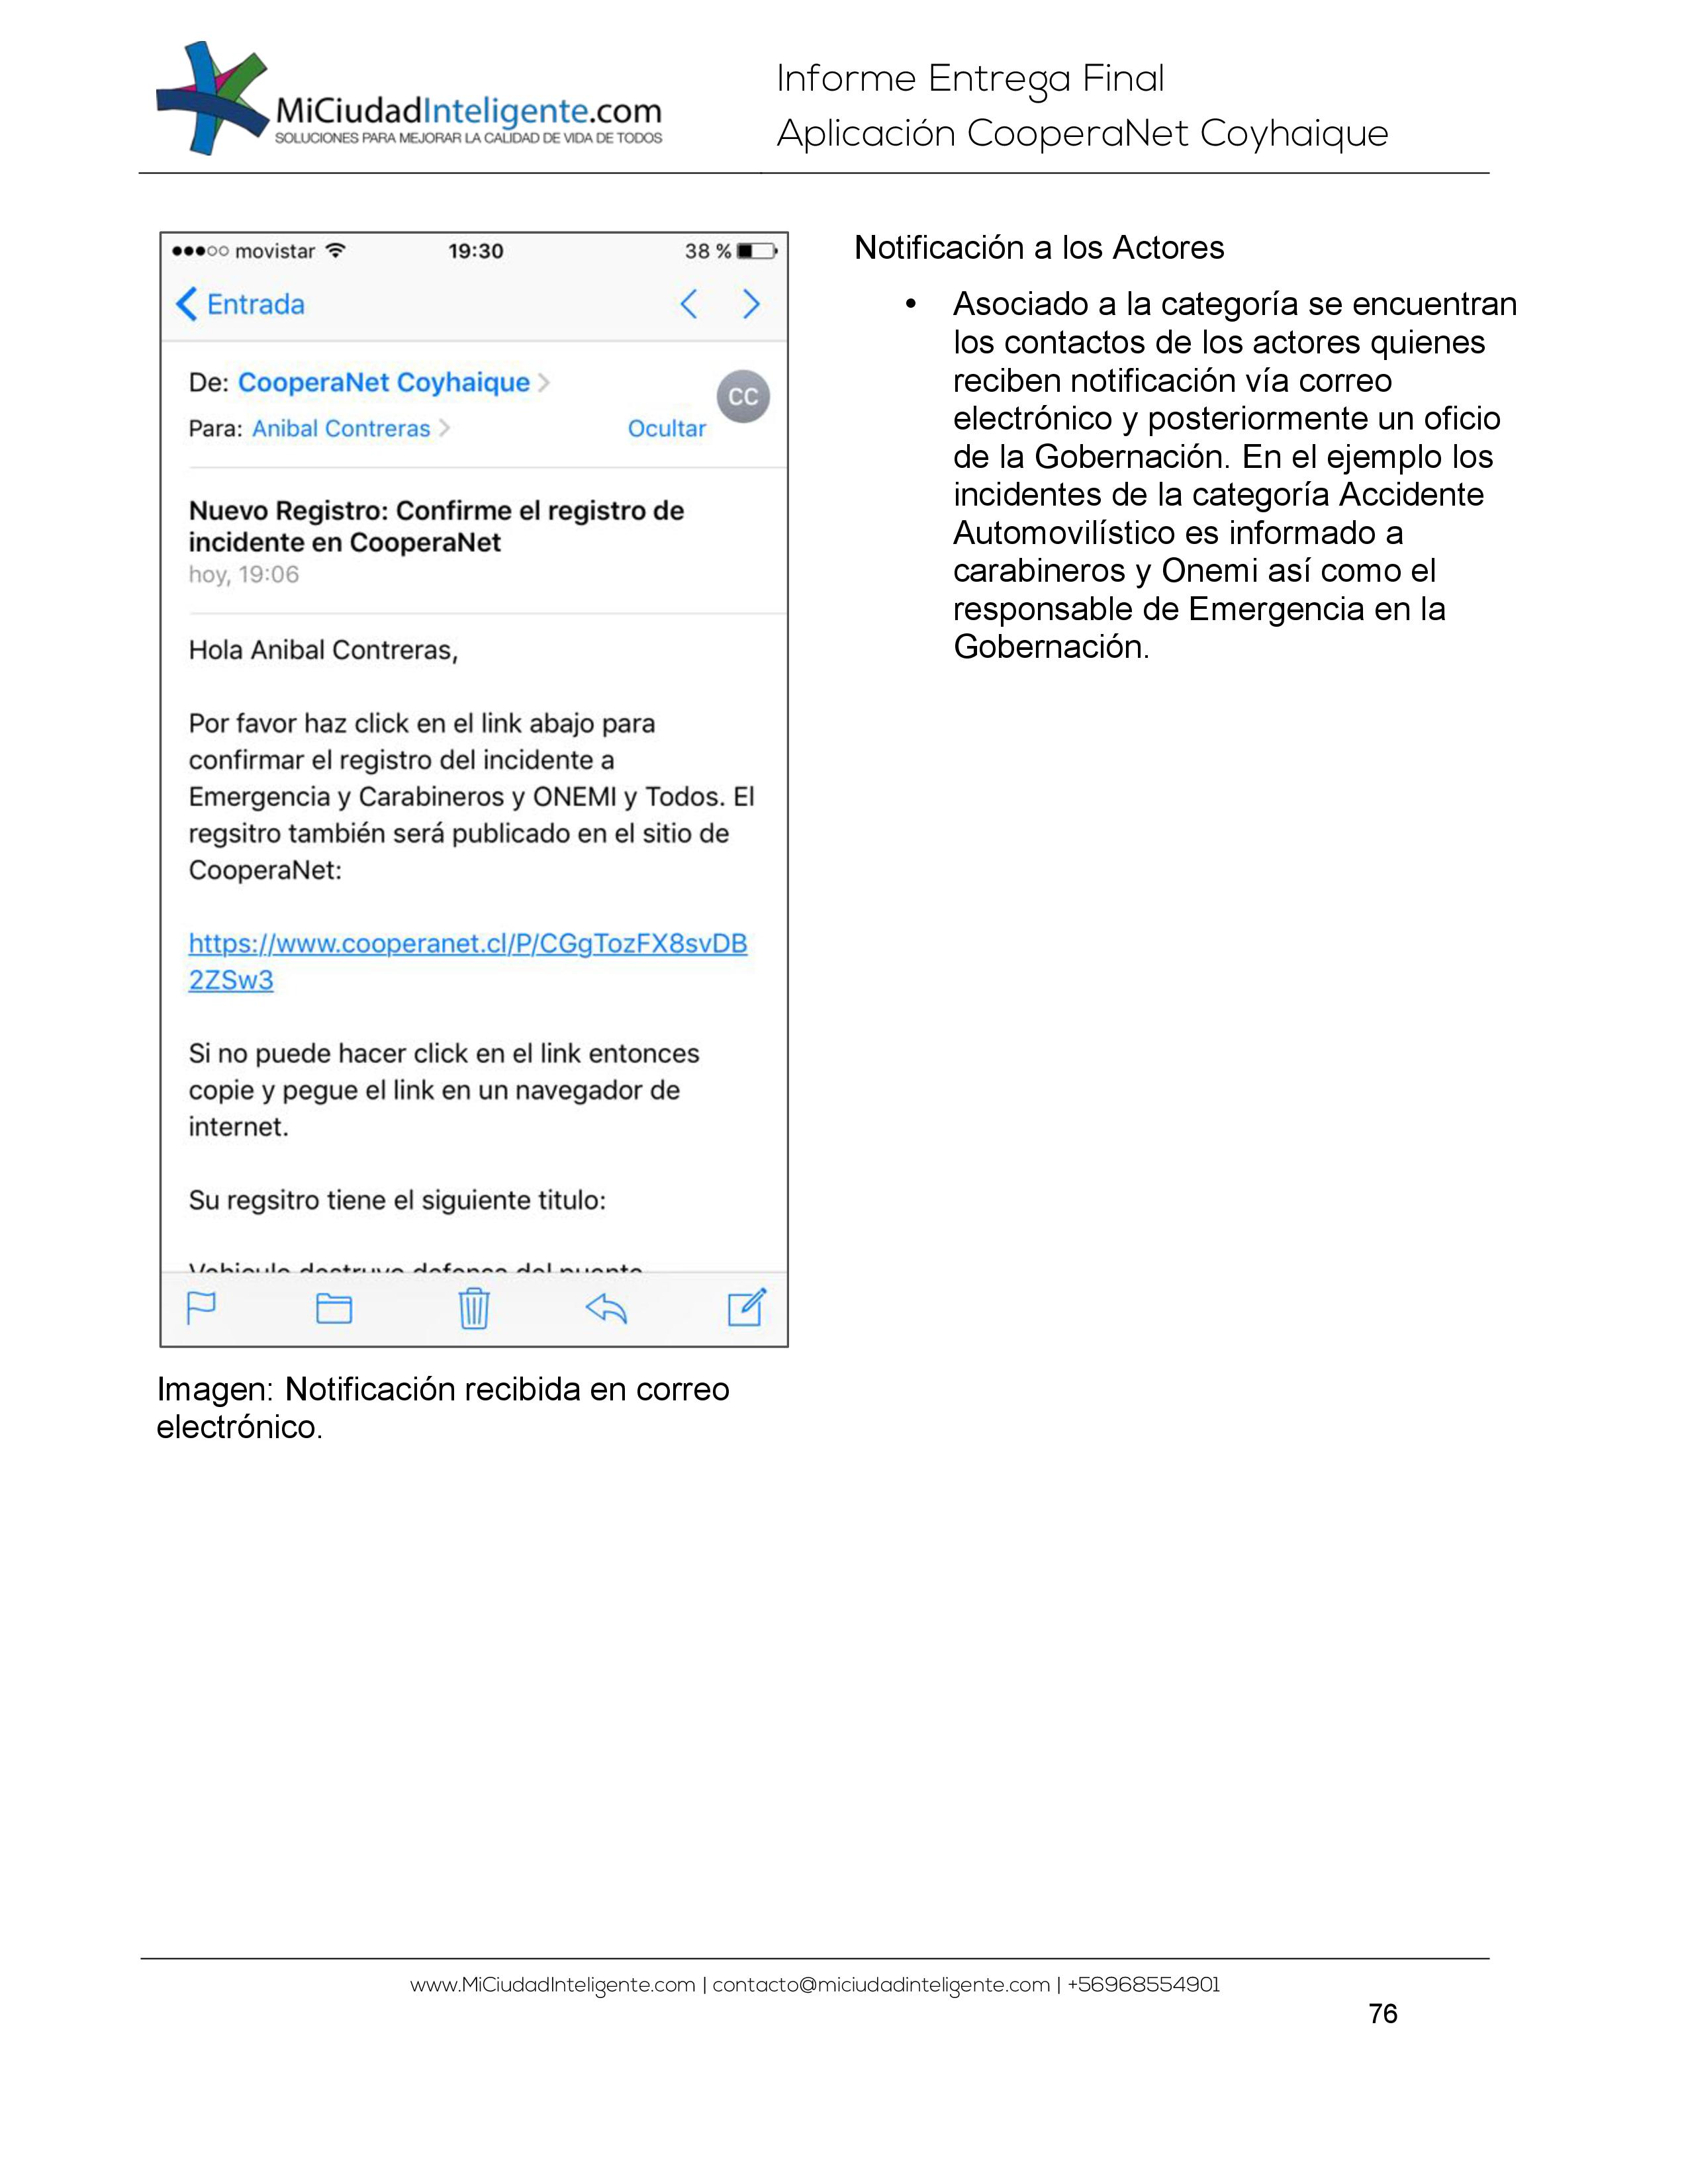 MiCiudadInteligente.com
SOLUCIONES PARA MEJORAR LA CALIDAD DE VIDA DE TODOS
Informe Entrega Final
Aplicación CooperaNet Coyhaique
movistar 19:30 38 %
Entrada
De: CooperaNet Coyhaique
CC
Para: Anibal Contreras Ocultar
Nuevo Registro: Confirme el registro de
incidente en CooperaNet
hoy, 19:06
Hola Anibal Contreras,
Por favor haz click en el link abajo para
confirmar el registro del incidente a
Emergencia y Carabineros y ONEMI y Todos. El
regsitro también será publicado en el sitio de
CooperaNet:
https://www.cooperanet.cl/P/CGgTozFX8svDB
2ZSw3
Si no puede hacer click en el link entonces
copie y pegue el link en un navegador de
internet.
Su regsitro tiene el siguiente titulo:
Vehiculo destruye defensa del puente
Imagen: Notificación recibida en correo
electrónico.
Notificación a los Actores
• Asociado a la categoría se encuentran
los contactos de los actores quienes
reciben notificación vía correo
electrónico y posteriormente un oficio
de la Gobernación. En el ejemplo los
incidentes de la categoría Accidente
Automovilístico es informado a
carabineros y Onemi así como el
responsable de Emergencia en la
Gobernación.
www.MiCiudadInteligente.com | contacto@miciudadinteligente.com | +56968554901
76